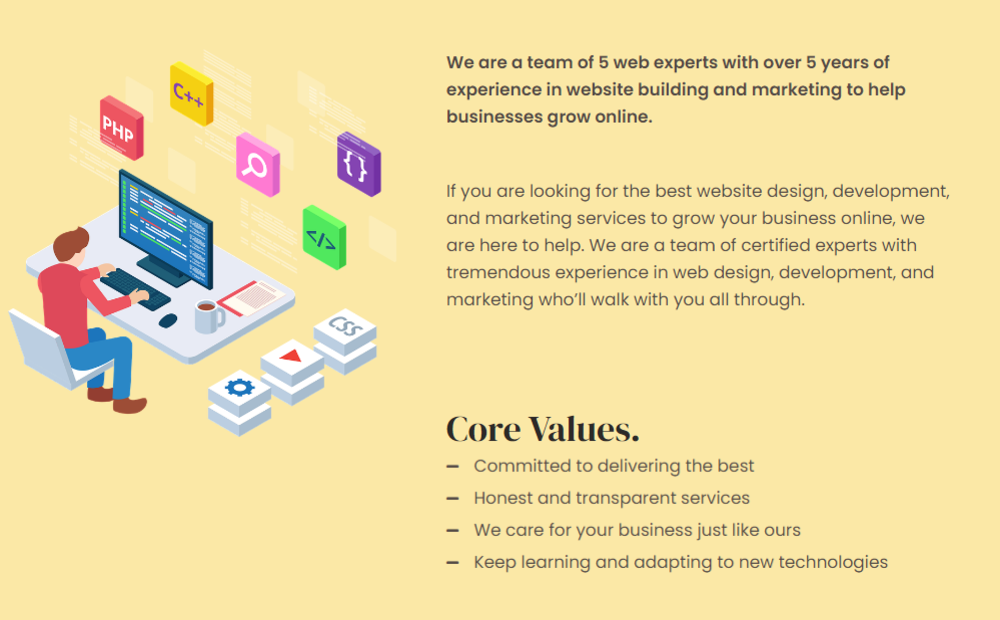 C++
PHP
{}
</>
CSS
We are a team of 5 web experts with over 5 years of
experience in website building and marketing to help
businesses grow online.
If you are looking for the best website design, development,
and marketing services to grow your business online, we
are here to help. We are a team of certified experts with
tremendous experience in web design, development, and
marketing who’ll walk with you all through.
Core Values.
– Committed to delivering the best
– Honest and transparent services
– We care for your business just like ours
– Keep learning and adapting to new technologies